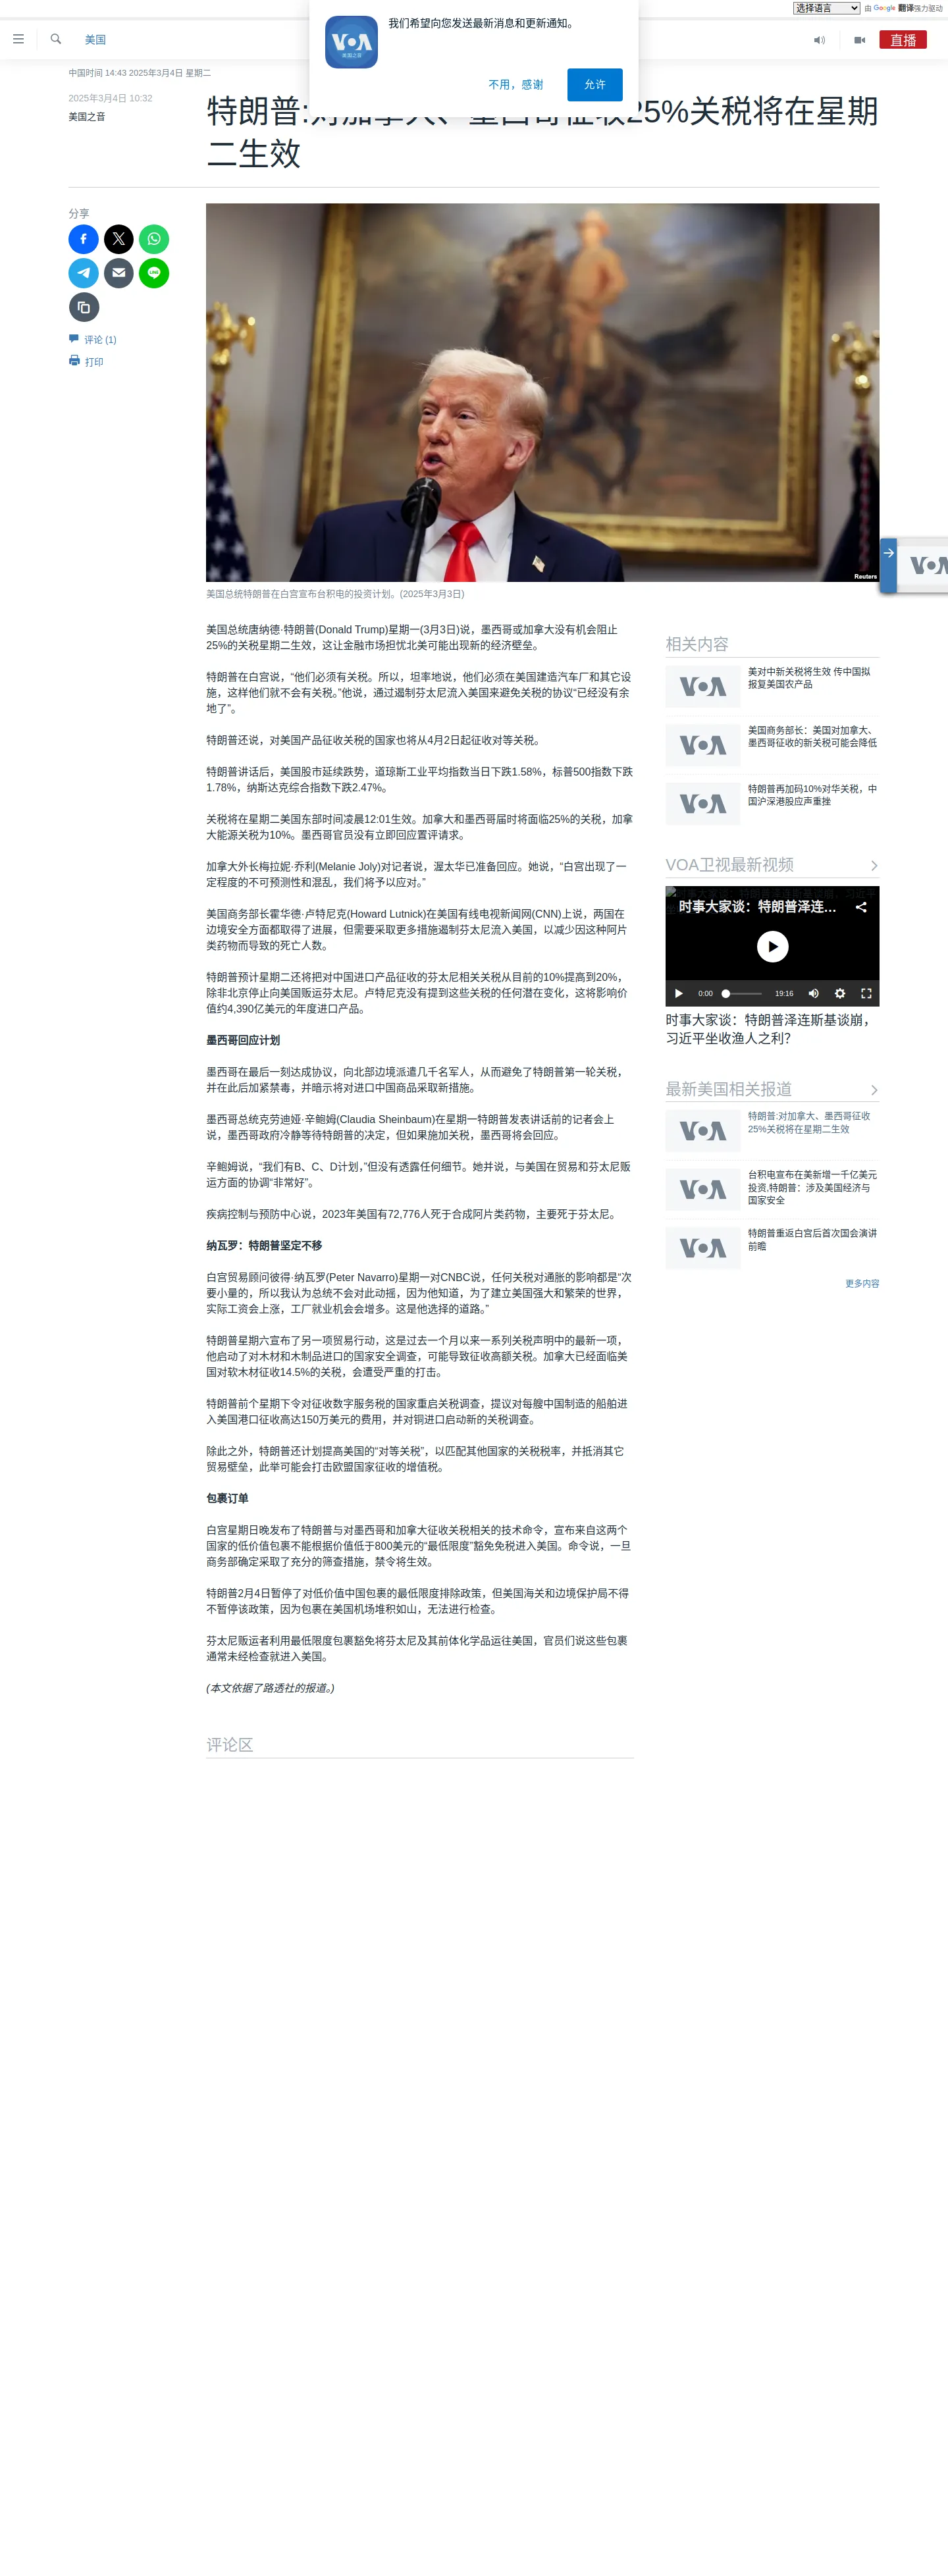 选择语言
由 Google 翻译强力驱动
美国
直播
VOA
美国之音
我们希望向您发送最新消息和更新通知。
不用，感谢
允许
中国时间 14:43 2025年3月4日 星期二
2025年3月4日 10:32
美国之音
特朗普:对加拿大、墨西哥征收25%关税将在星期
二生效
分享
评论 (1)
打印
Reuters
美国总统特朗普在白宫宣布台积电的投资计划。(2025年3月3日)
美国总统唐纳德·特朗普(Donald Trump)星期一(3月3日)说，墨西哥或加拿大没有机会阻止
25%的关税星期二生效，这让金融市场担忧北美可能出现新的经济壁垒。
特朗普在白宫说，“他们必须有关税。所以，坦率地说，他们必须在美国建造汽车厂和其它设
施，这样他们就不会有关税。”他说，通过遏制芬太尼流入美国来避免关税的协议“已经没有余
地了”。
特朗普还说，对美国产品征收关税的国家也将从4月2日起征收对等关税。
特朗普讲话后，美国股市延续跌势，道琼斯工业平均指数当日下跌1.58%，标普500指数下跌
1.78%，纳斯达克综合指数下跌2.47%。
关税将在星期二美国东部时间凌晨12:01生效。加拿大和墨西哥届时将面临25%的关税，加拿
大能源关税为10%。墨西哥官员没有立即回应置评请求。
加拿大外长梅拉妮·乔利(Melanie Joly)对记者说，渥太华已准备回应。她说，“白宫出现了一
定程度的不可预测性和混乱，我们将予以应对。”
美国商务部长霍华德·卢特尼克(Howard Lutnick)在美国有线电视新闻网(CNN)上说，两国在
边境安全方面都取得了进展，但需要采取更多措施遏制芬太尼流入美国，以减少因这种阿片
类药物而导致的死亡人数。
特朗普预计星期二还将把对中国进口产品征收的芬太尼相关关税从目前的10%提高到20%，
除非北京停止向美国贩运芬太尼。卢特尼克没有提到这些关税的任何潜在变化，这将影响价
值约4,390亿美元的年度进口产品。
墨西哥回应计划
墨西哥在最后一刻达成协议，向北部边境派遣几千名军人，从而避免了特朗普第一轮关税，
并在此后加紧禁毒，并暗示将对进口中国商品采取新措施。
墨西哥总统克劳迪娅·辛鲍姆(Claudia Sheinbaum)在星期一特朗普发表讲话前的记者会上
说，墨西哥政府冷静等待特朗普的决定，但如果施加关税，墨西哥将会回应。
辛鲍姆说，“我们有B、C、D计划，”但没有透露任何细节。她并说，与美国在贸易和芬太尼贩
运方面的协调“非常好”。
疾病控制与预防中心说，2023年美国有72,776人死于合成阿片类药物，主要死于芬太尼。
纳瓦罗：特朗普坚定不移
白宫贸易顾问彼得·纳瓦罗(Peter Navarro)星期一对CNBC说，任何关税对通胀的影响都是“次
要小量的，所以我认为总统不会对此动摇，因为他知道，为了建立美国强大和繁荣的世界，
实际工资会上涨，工厂就业机会会增多。这是他选择的道路。”
特朗普星期六宣布了另一项贸易行动，这是过去一个月以来一系列关税声明中的最新一项，
他启动了对木材和木制品进口的国家安全调查，可能导致征收高额关税。加拿大已经面临美
国对软木材征收14.5%的关税，会遭受严重的打击。
特朗普前个星期下令对征收数字服务税的国家重启关税调查，提议对每艘中国制造的船舶进
入美国港口征收高达150万美元的费用，并对铜进口启动新的关税调查。
除此之外，特朗普还计划提高美国的“对等关税”，以匹配其他国家的关税税率，并抵消其它
贸易壁垒，此举可能会打击欧盟国家征收的增值税。
包裹订单
白宫星期日晚发布了特朗普与对墨西哥和加拿大征收关税相关的技术命令，宣布来自这两个
国家的低价值包裹不能根据价值低于800美元的“最低限度”豁免免税进入美国。命令说，一旦
商务部确定采取了充分的筛查措施，禁令将生效。
特朗普2月4日暂停了对低价值中国包裹的最低限度排除政策，但美国海关和边境保护局不得
不暂停该政策，因为包裹在美国机场堆积如山，无法进行检查。
芬太尼贩运者利用最低限度包裹豁免将芬太尼及其前体化学品运往美国，官员们说这些包裹
通常未经检查就进入美国。
(本文依据了路透社的报道。)
评论区
相关内容
VOA
美对中新关税将生效 传中国拟
报复美国农产品
VOA
美国商务部长：美国对加拿大、
墨西哥征收的新关税可能会降低
VOA
特朗普再加码10%对华关税，中
国沪深港股应声重挫
VOA卫视最新视频
时事大家谈：特朗普泽连…
0:00
19:16
时事大家谈：特朗普泽连斯基谈崩，
习近平坐收渔人之利？
最新美国相关报道
VOA
特朗普:对加拿大、墨西哥征收
25%关税将在星期二生效
VOA
台积电宣布在美新增一千亿美元
投资,特朗普：涉及美国经济与
国家安全
VOA
特朗普重返白宫后首次国会演讲
前瞻
更多内容